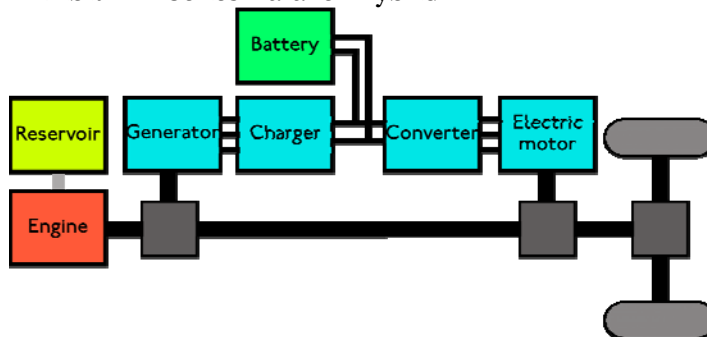 Battery
Reservoir
Generator
Charger
Converter
Electric
motor
Engine